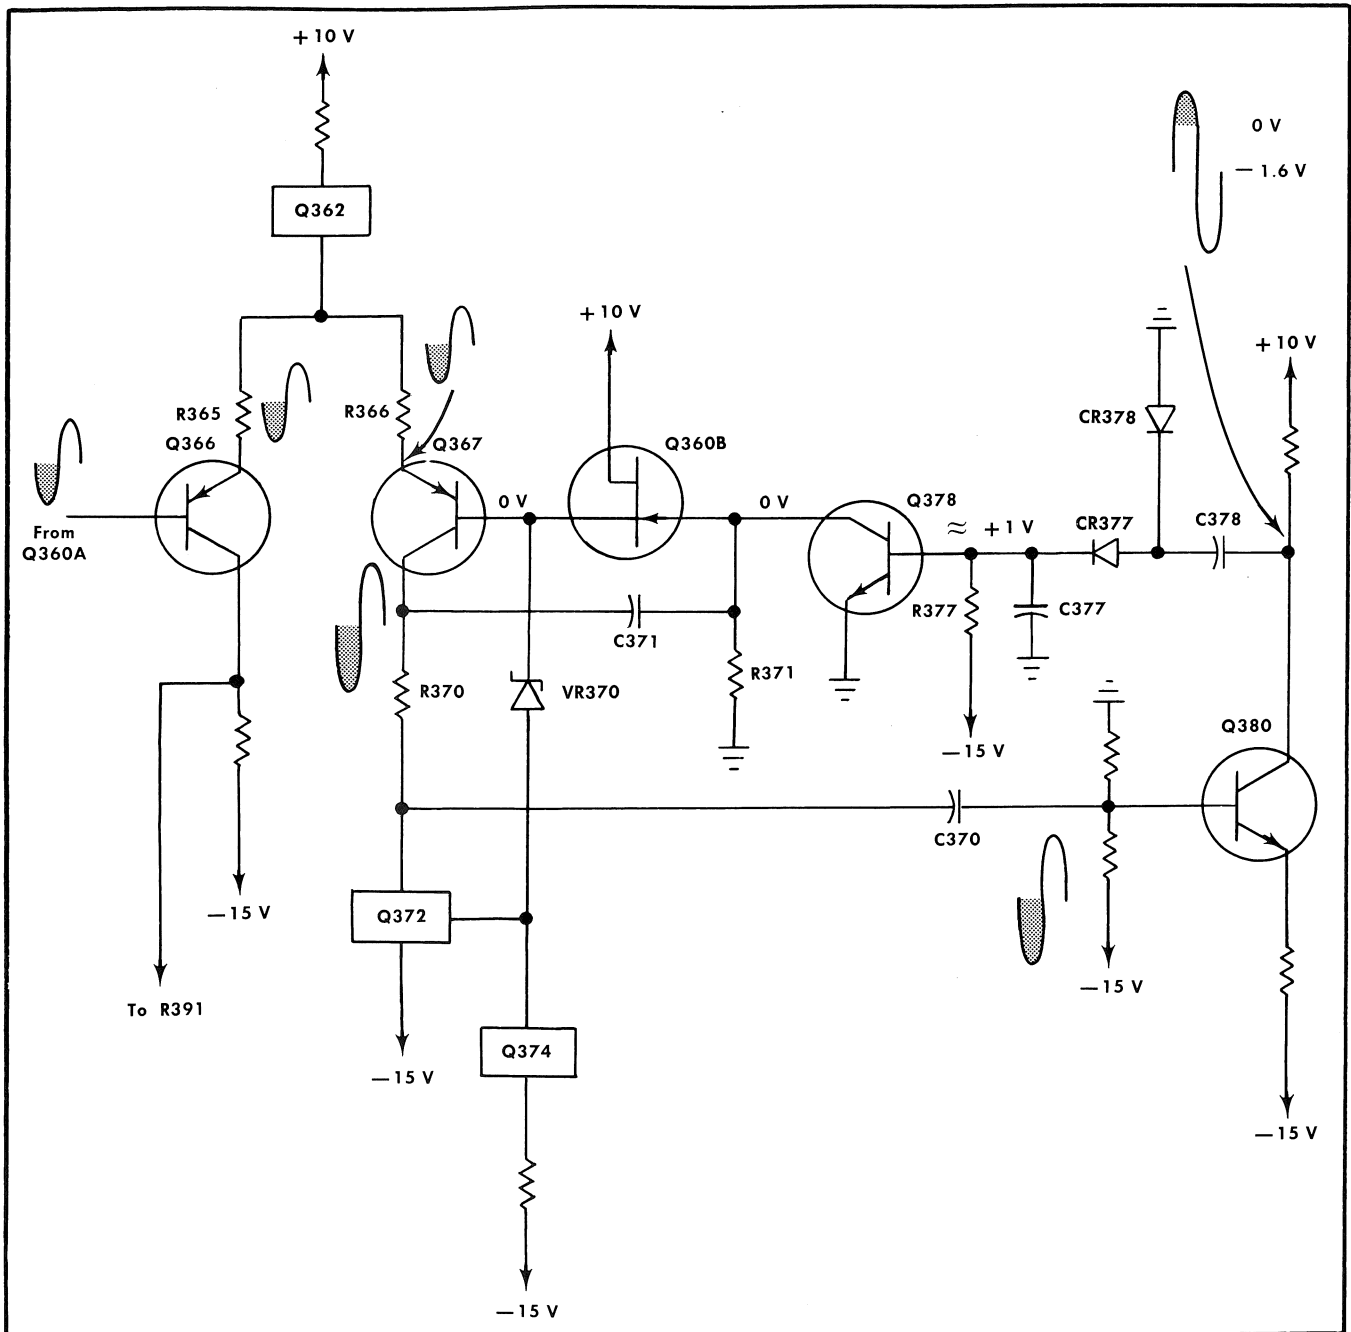 + 10 V
0 V
— 1.6 V
Q362
+ 10 V
+ 10 V
R365
R366
CR378
Q366
Q367
Q360B
0 V
0 V
Q378
≈ + 1 V
CR377
C378
From
Q360A
R377
C377
C371
R370
VR370
R371
—15 V
Q380
C370
—15 V
Q372
—15 V
To R391
Q374
—15 V
—15 V
—15 V